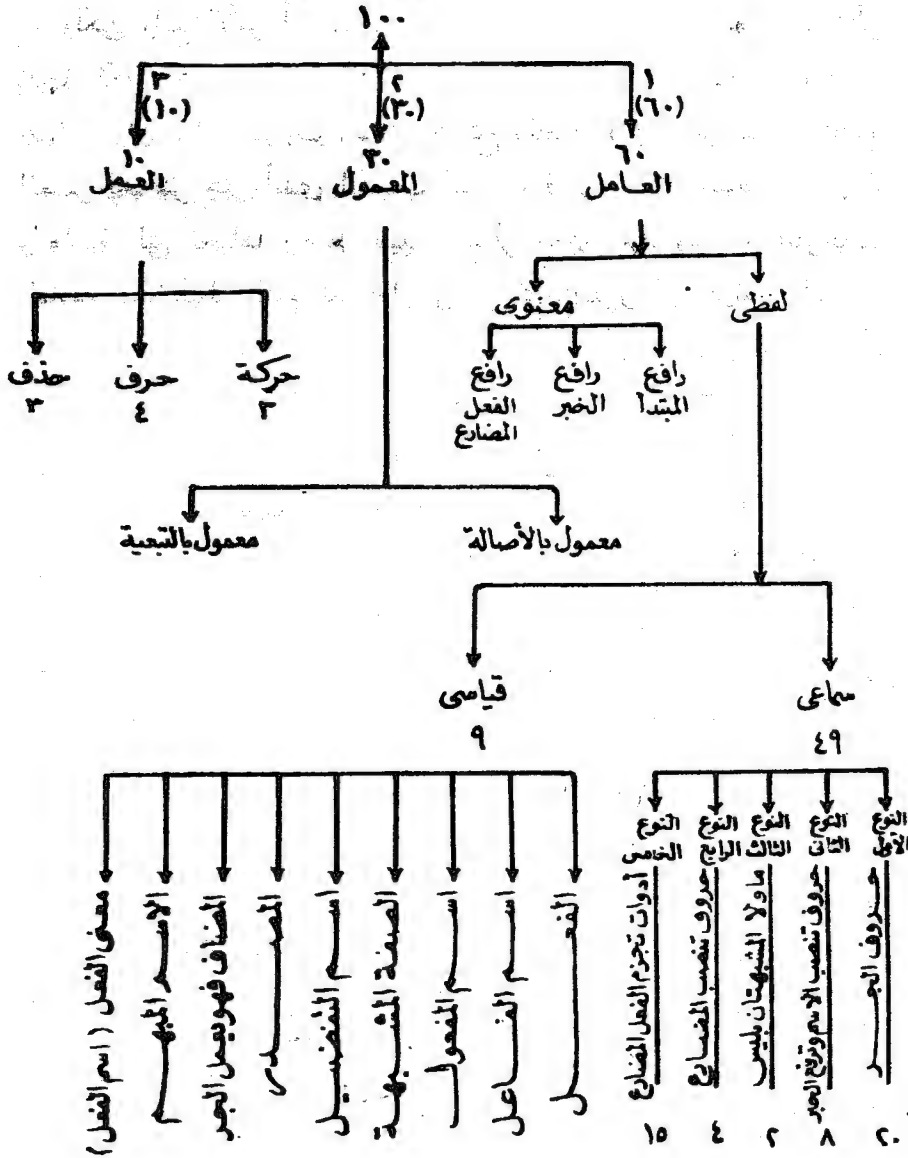 ١٠٠
١
(٦٠)
٢
(٣٠)
٣
(١٠)
٦٠
العامل
٣٠
المعمول
١٠
العمل
لفظى
معنوى
رافع المبتدأ
رافع الخبر
رافع الفعل المضارع
حركة
٣
حرف
٤
حذف
٣
معمول بالأصالة
معمول بالتبعية
سماعى
٤٩
قياسى
٩
النوع الأول
حروف الجر
٢٠
النوع الثانى
حروف تنصب الاسم وترفع الخبر
٨
النوع الثالث
ما ولا المشبهتان بليس
٢
النوع الرابع
حروف تنصب المضارع
٤
النوع الخامس
أدوات تجزم الفعل المضارع
١٥
الفعل
اسم الفاعل
اسم المفعول
الصفة المشبهة
اسم التفضيل
المصدر
المضاف فهو يعمل الجر
الاسم المبهم
معنى الفعل (اسم الفعل)